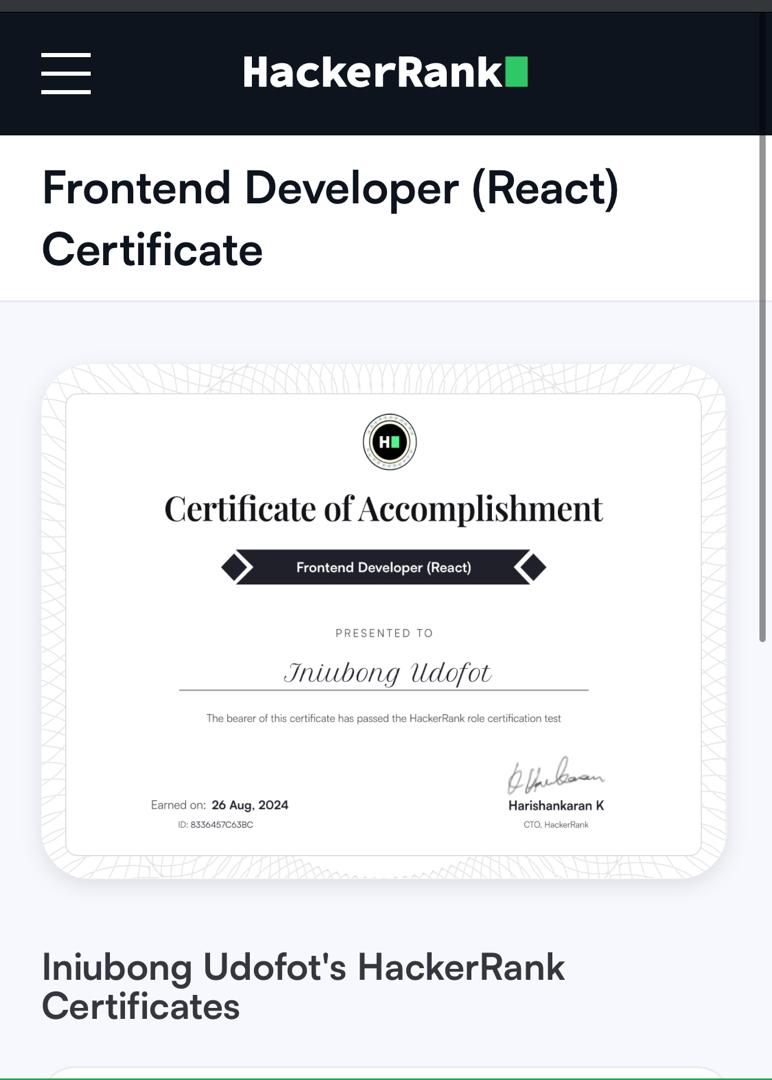 HackerRank
Frontend Developer (React)
Certificate
H
Certificate of Accomplishment
Frontend Developer (React)
PRESENTED TO
Iniubong Udofot
The bearer of this certificate has passed the HackerRank role certification test
Earned on: 26 Aug, 2024
Harishankaran K
ID: 8336457C63BC
CTO, HackerRank
Iniubong Udofot's HackerRank
Certificates